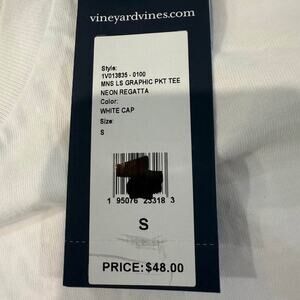 vineyardvines.com
Style:
1V013835 - 0100
MNS LS GRAPHIC PKT TEE
NEON REGATTA
Color:
WHITE CAP
Size:
S
1 95076 23318 3
S
PRICE: $48.00